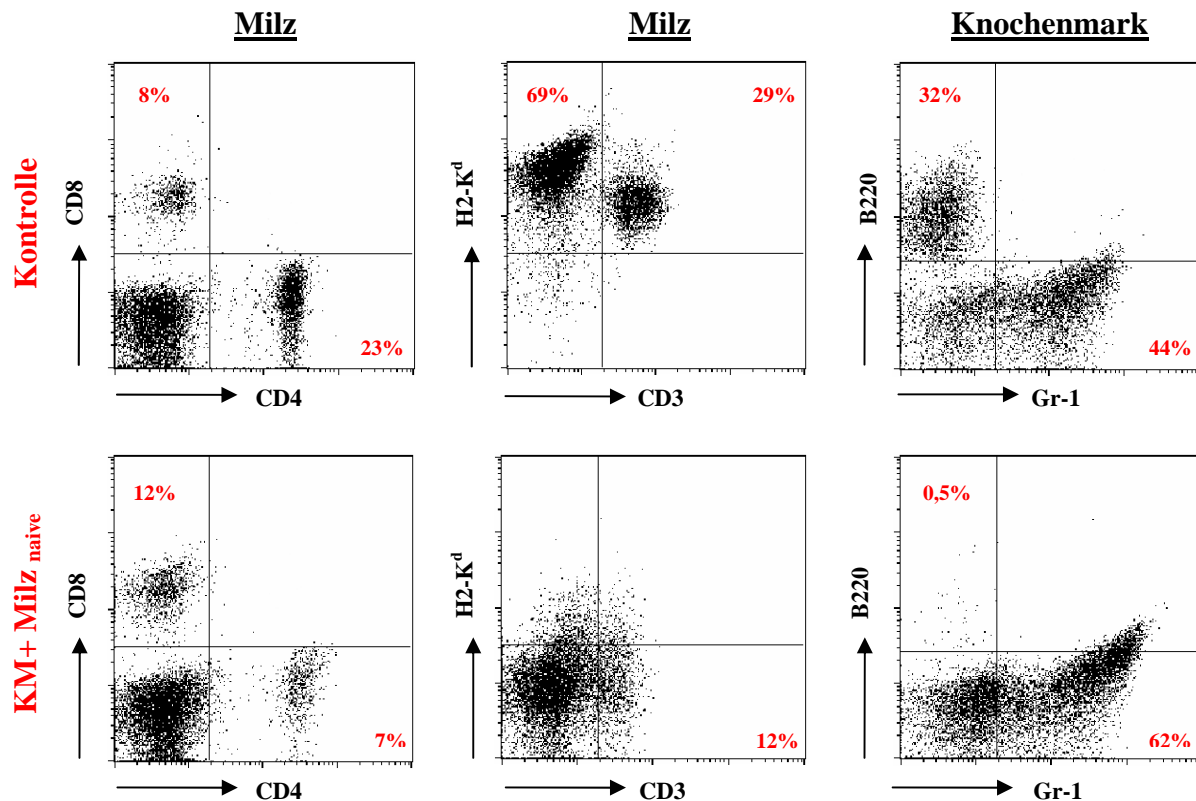 Milz
Milz
Knochenmark
Kontrolle
8%
23%
CD8
CD4
69%
29%
H2-Kᵈ
CD3
32%
44%
B220
Gr-1
KM+ Milz naive
12%
7%
CD8
CD4
12%
H2-Kᵈ
CD3
0,5%
62%
B220
Gr-1